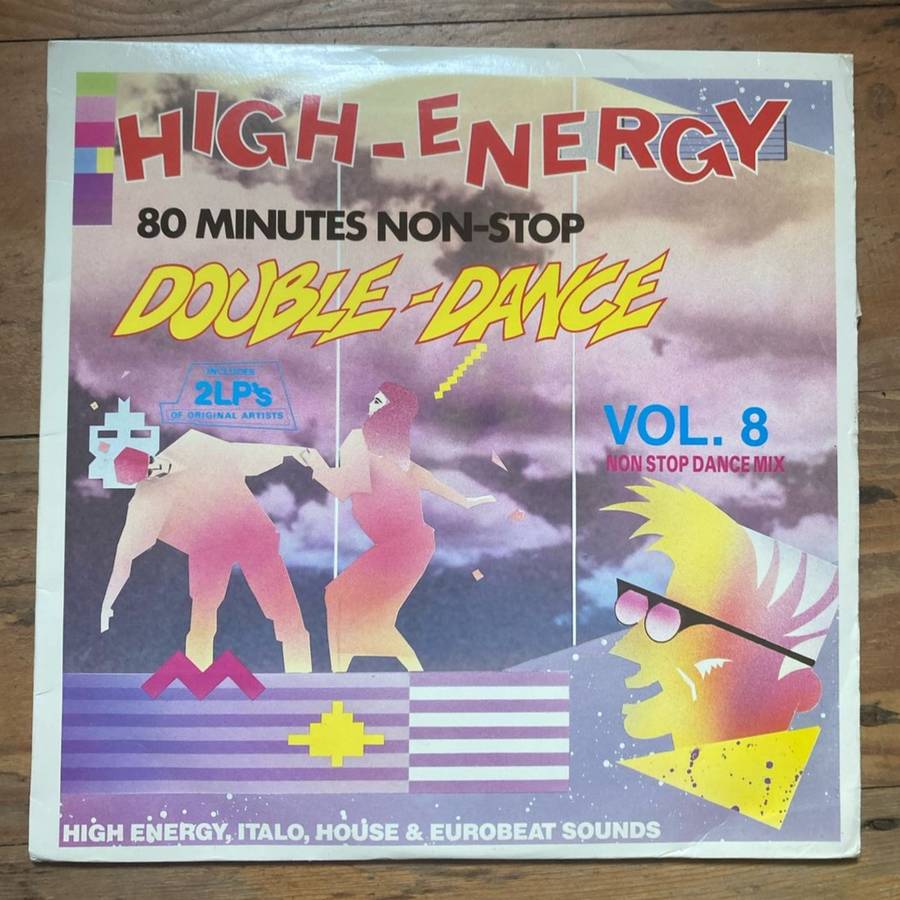 HIGH-ENERGY
80 MINUTES NON-STOP
DOUBLE-DANCE
INCLUDES
2LP's
OF ORIGINAL ARTISTS
VOL. 8
NON STOP DANCE MIX
HIGH ENERGY, ITALO, HOUSE & EUROBEAT SOUNDS